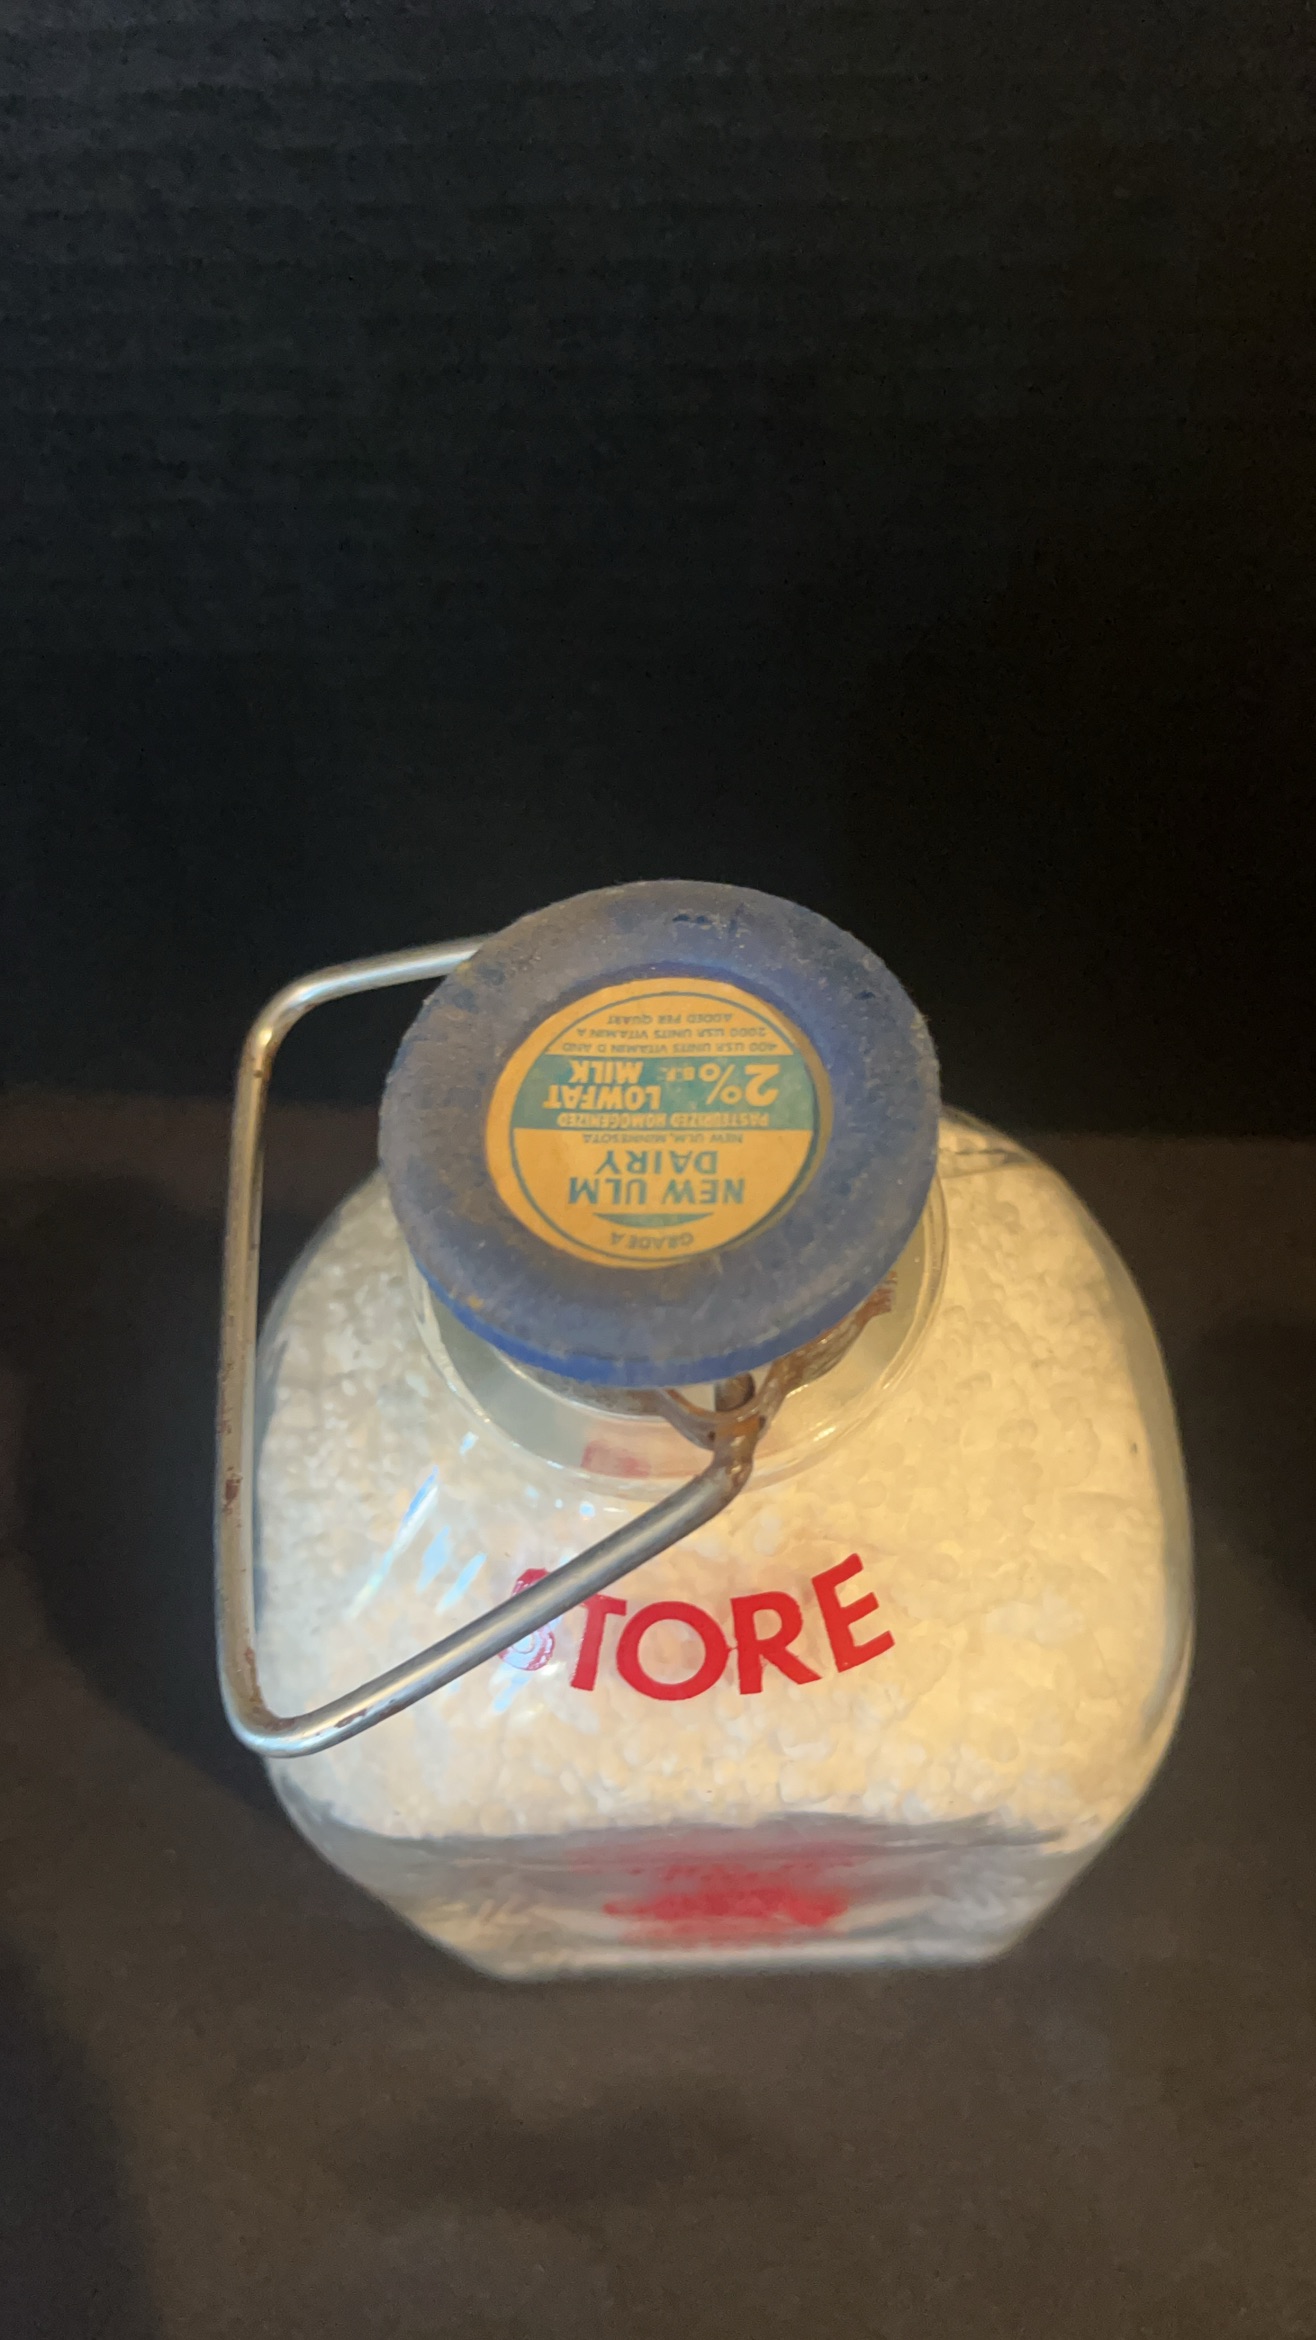 GRADE A
NEW ULM
DAIRY
NEW ULM, MINNESOTA
PASTEURIZED HOMOGENIZED
2% B.F. LOWFAT
MILK
400 U.S.P. UNITS VITAMIN D AND
2000 U.S.P. UNITS VITAMIN A
ADDED PER QUART
STORE